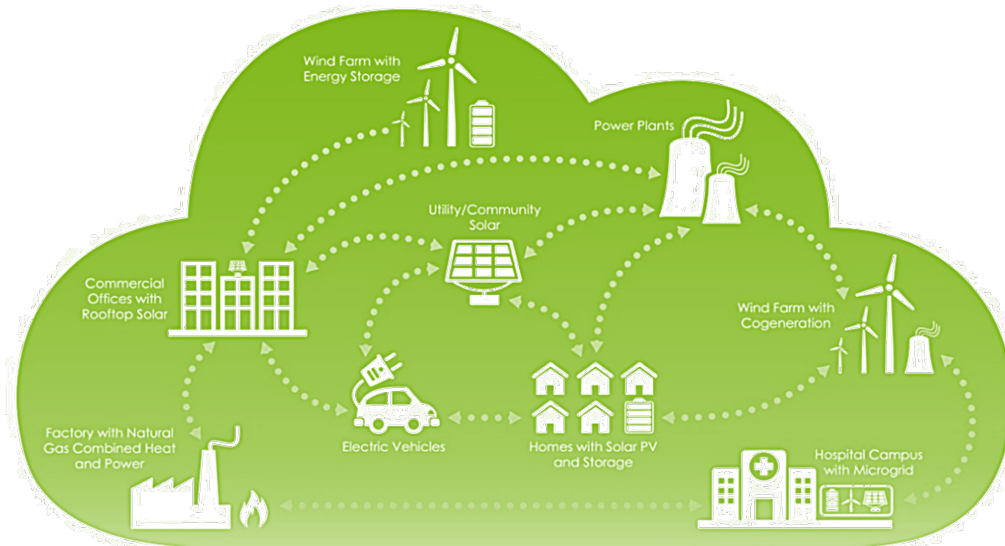 Wind Farm with
Energy Storage
Power Plants
Utility/Community
Solar
Commercial
Offices with
Rooftop Solar
Wind Farm with
Cogeneration
Electric Vehicles
Homes with Solar PV
and Storage
Factory with Natural
Gas Combined Heat
and Power
Hospital Campus
with Microgrid